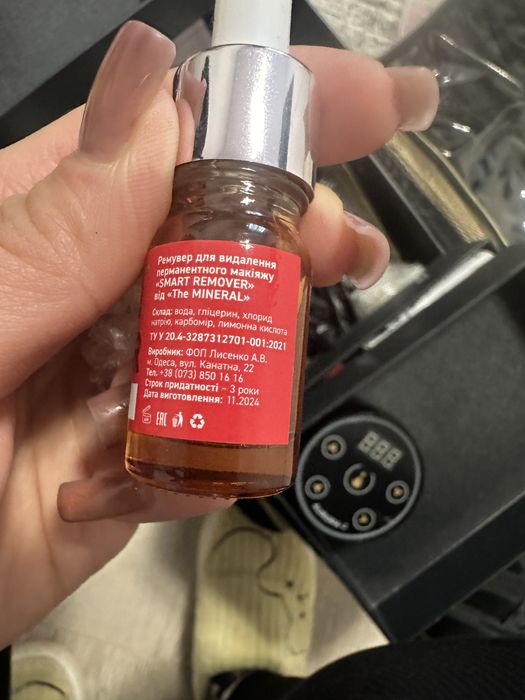 Ремувер для видалення
перманентного макіяжу
«SMART REMOVER»
від «The MINERAL»
Склад: вода, гліцерин, хлорид
натрію, карбомір, лимонна кислота
ТУ У 20.4-3287312701-001:2021
Виробник: ФОП Лисенко А.В.
м. Одеса, вул. Канатна, 22
Тел. +38 (073) 850 16 16
Строк придатності – 3 роки
Дата виготовлення: 11.2024
EAC